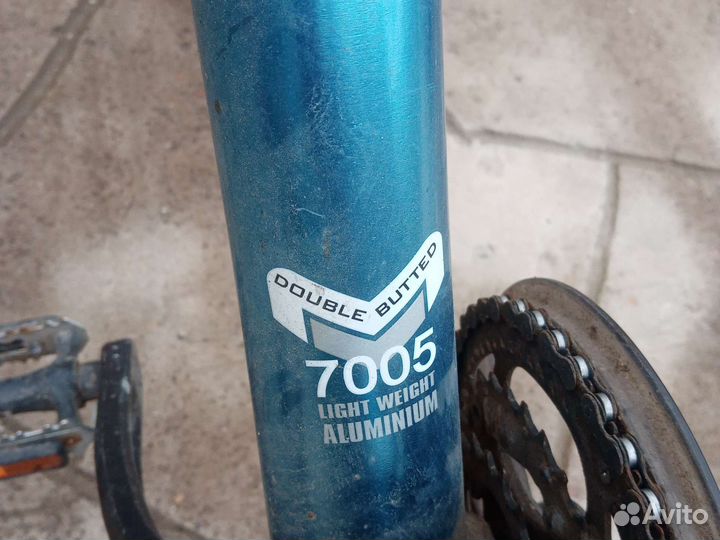 DOUBLE BUTTED
7005
LIGHT WEIGHT
ALUMINIUM
Avito